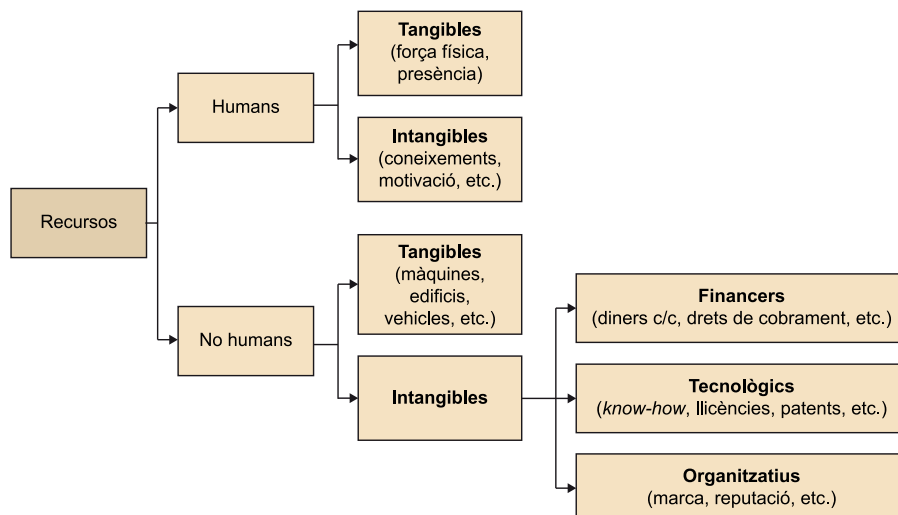 Recursos
Humans
Tangibles
(força física,
presència)
Intangibles
(coneixements,
motivació, etc.)
No humans
Tangibles
(màquines,
edificis,
vehicles, etc.)
Intangibles
Financers
(diners c/c, drets de cobrament, etc.)
Tecnològics
(know-how, llicències, patents, etc.)
Organitzatius
(marca, reputació, etc.)